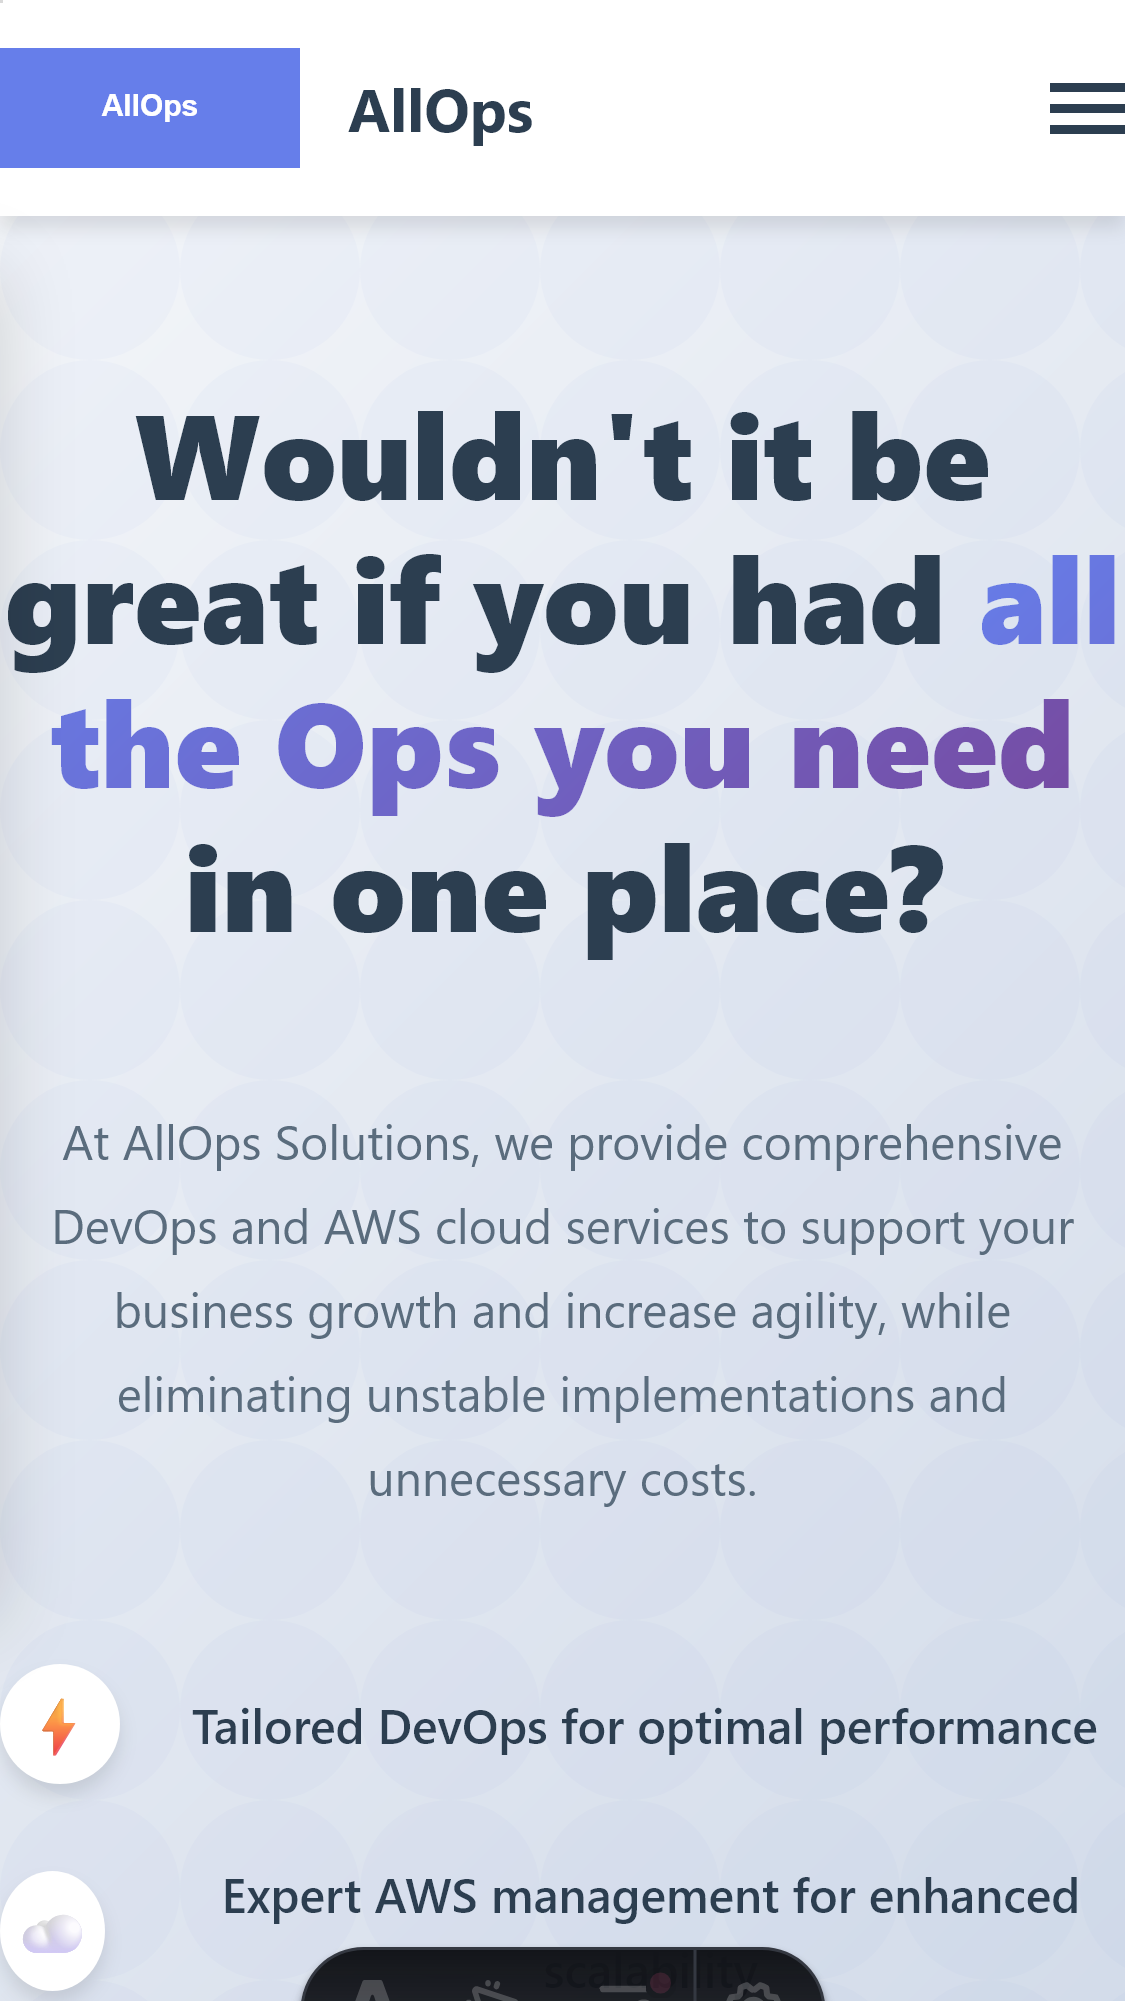 AllOps
AllOps
Wouldn't it be
great if you had all
the Ops you need
in one place?
At AllOps Solutions, we provide comprehensive
DevOps and AWS cloud services to support your
business growth and increase agility, while
eliminating unstable implementations and
unnecessary costs.
Tailored DevOps for optimal performance
Expert AWS management for enhanced
scalability